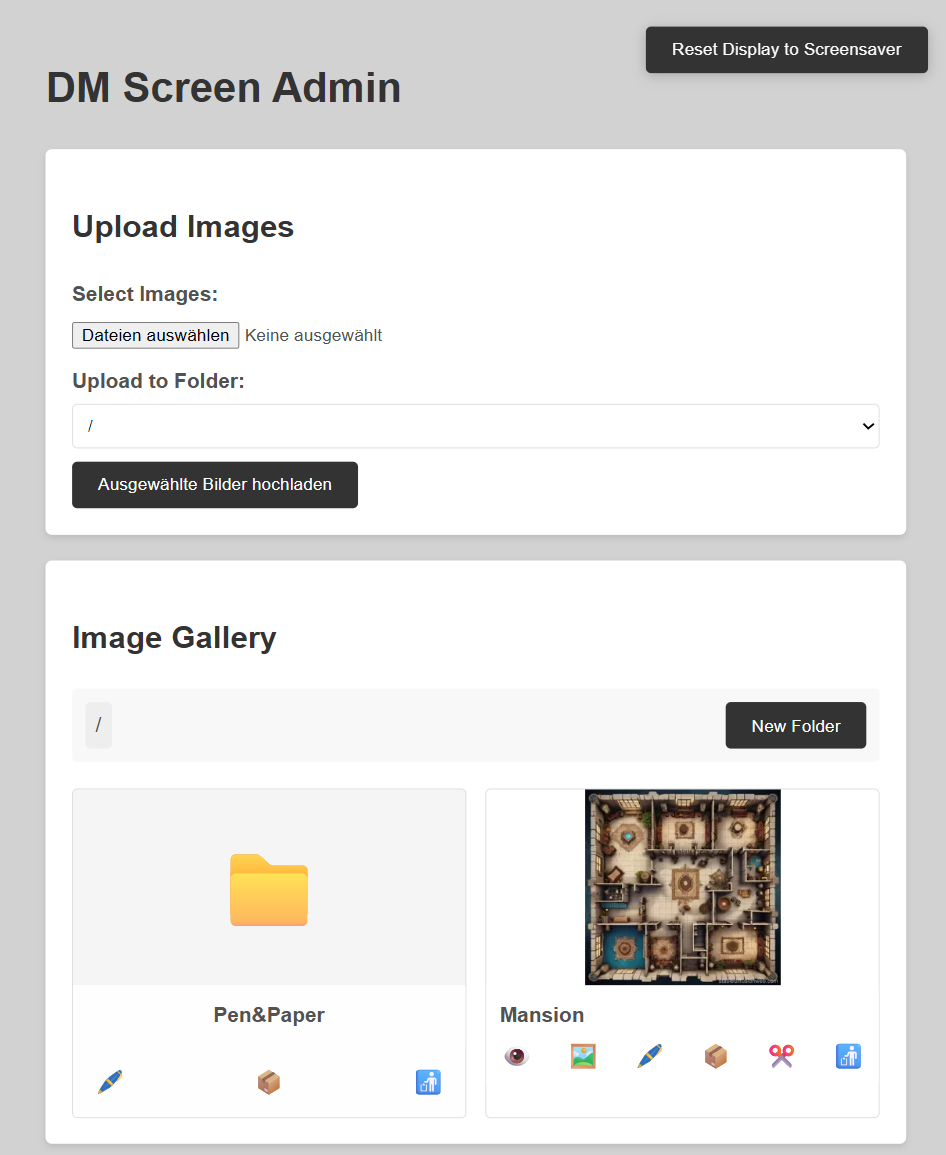 Reset Display to Screensaver
DM Screen Admin
Upload Images
Select Images:
Dateien auswählen Keine ausgewählt
Upload to Folder:
/
Ausgewählte Bilder hochladen
Image Gallery
/
New Folder
Pen&Paper
Mansion